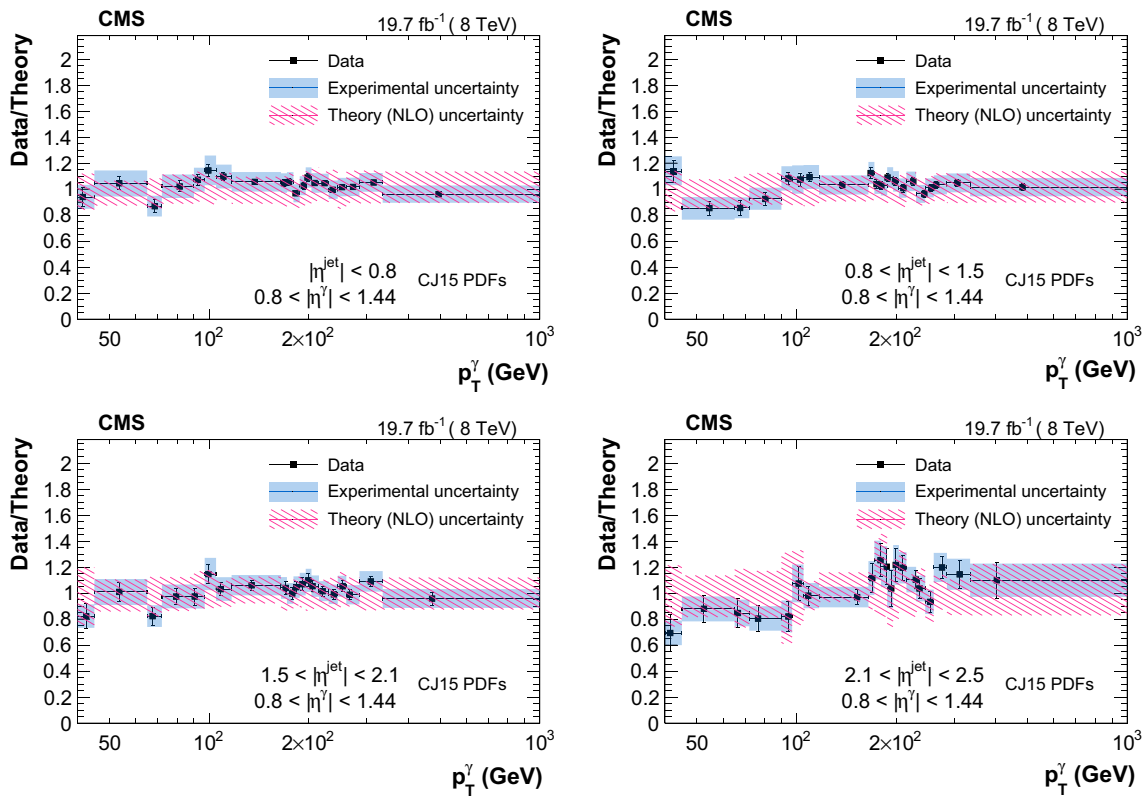 CMS 19.7 fb⁻¹ ( 8 TeV)
Data/Theory
2
1.8
1.6
1.4
1.2
1
0.8
0.6
0.4
0.2
0
Data
Experimental uncertainty
Theory (NLO) uncertainty
|η^jet| < 0.8
0.8 < |η^γ| < 1.44
CJ15 PDFs
50 10² 2×10² 10³
p_T^γ (GeV)
CMS 19.7 fb⁻¹ ( 8 TeV)
Data/Theory
2
1.8
1.6
1.4
1.2
1
0.8
0.6
0.4
0.2
0
Data
Experimental uncertainty
Theory (NLO) uncertainty
0.8 < |η^jet| < 1.5
0.8 < |η^γ| < 1.44
CJ15 PDFs
50 10² 2×10² 10³
p_T^γ (GeV)
CMS 19.7 fb⁻¹ ( 8 TeV)
Data/Theory
2
1.8
1.6
1.4
1.2
1
0.8
0.6
0.4
0.2
0
Data
Experimental uncertainty
Theory (NLO) uncertainty
1.5 < |η^jet| < 2.1
0.8 < |η^γ| < 1.44
CJ15 PDFs
50 10² 2×10² 10³
p_T^γ (GeV)
CMS 19.7 fb⁻¹ ( 8 TeV)
Data/Theory
2
1.8
1.6
1.4
1.2
1
0.8
0.6
0.4
0.2
0
Data
Experimental uncertainty
Theory (NLO) uncertainty
2.1 < |η^jet| < 2.5
0.8 < |η^γ| < 1.44
CJ15 PDFs
50 10² 2×10² 10³
p_T^γ (GeV)